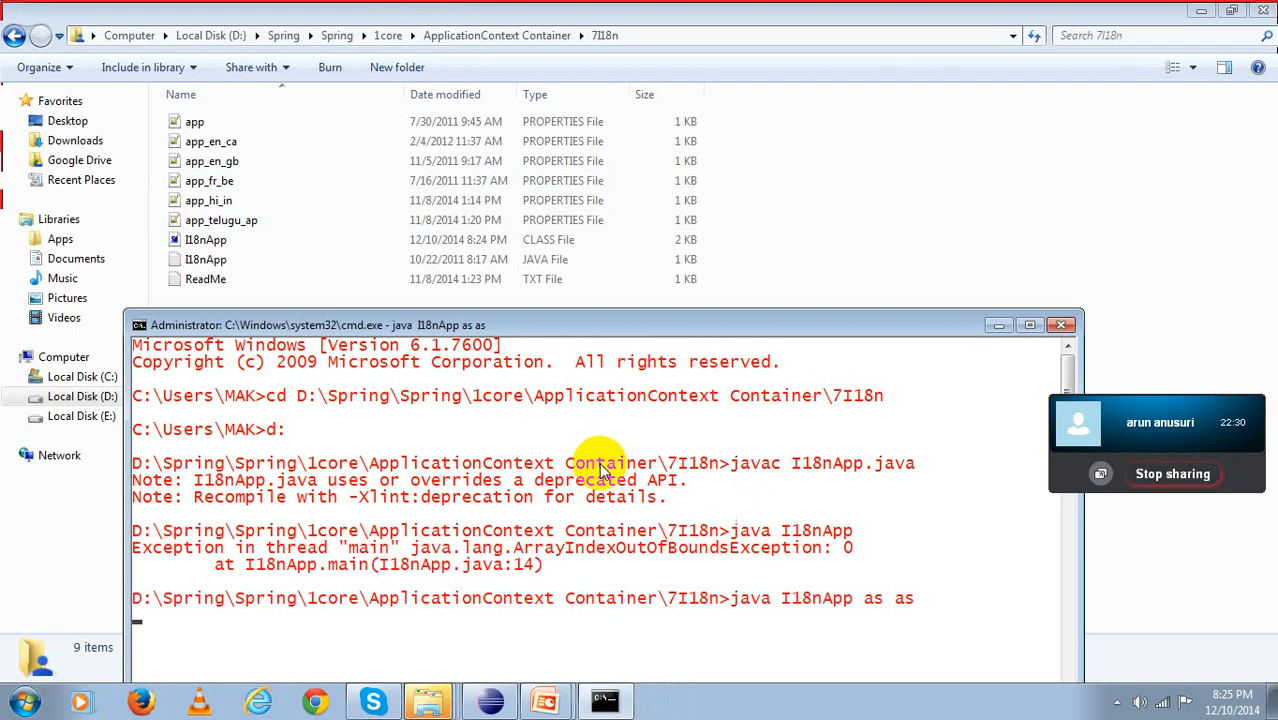 Computer Local Disk (D:) Spring Spring 1core ApplicationContext Container 7I18n
Search 7I18n
Organize Include in library Share with Burn New folder
Favorites
Desktop
Downloads
Google Drive
Recent Places
Libraries
Apps
Documents
Music
Pictures
Videos
Computer
Local Disk (C:)
Local Disk (D:)
Local Disk (E:)
Network
Name Date modified Type Size
app 7/30/2011 9:45 AM PROPERTIES File 1 KB
app_en_ca 2/4/2012 11:37 AM PROPERTIES File 1 KB
app_en_gb 11/5/2011 9:17 AM PROPERTIES File 1 KB
app_fr_be 7/16/2011 11:37 AM PROPERTIES File 1 KB
app_hi_in 11/8/2014 1:14 PM PROPERTIES File 1 KB
app_telugu_ap 11/8/2014 1:20 PM PROPERTIES File 1 KB
I18nApp 12/10/2014 8:24 PM CLASS File 2 KB
I18nApp 10/22/2011 8:17 AM JAVA File 1 KB
ReadMe 11/8/2014 1:23 PM TXT File 1 KB
9 items
Administrator: C:\Windows\system32\cmd.exe - java I18nApp as as
Microsoft Windows [Version 6.1.7600]
Copyright (c) 2009 Microsoft Corporation. All rights reserved.
C:\Users\MAK>cd D:\Spring\Spring\1core\ApplicationContext Container\7I18n
C:\Users\MAK>d:
D:\Spring\Spring\1core\ApplicationContext Container\7I18n>javac I18nApp.java
Note: I18nApp.java uses or overrides a deprecated API.
Note: Recompile with -Xlint:deprecation for details.
D:\Spring\Spring\1core\ApplicationContext Container\7I18n>java I18nApp
Exception in thread "main" java.lang.ArrayIndexOutOfBoundsException: 0
at I18nApp.main(I18nApp.java:14)
D:\Spring\Spring\1core\ApplicationContext Container\7I18n>java I18nApp as as
arun anusuri 22:30
Stop sharing
8:25 PM
12/10/2014